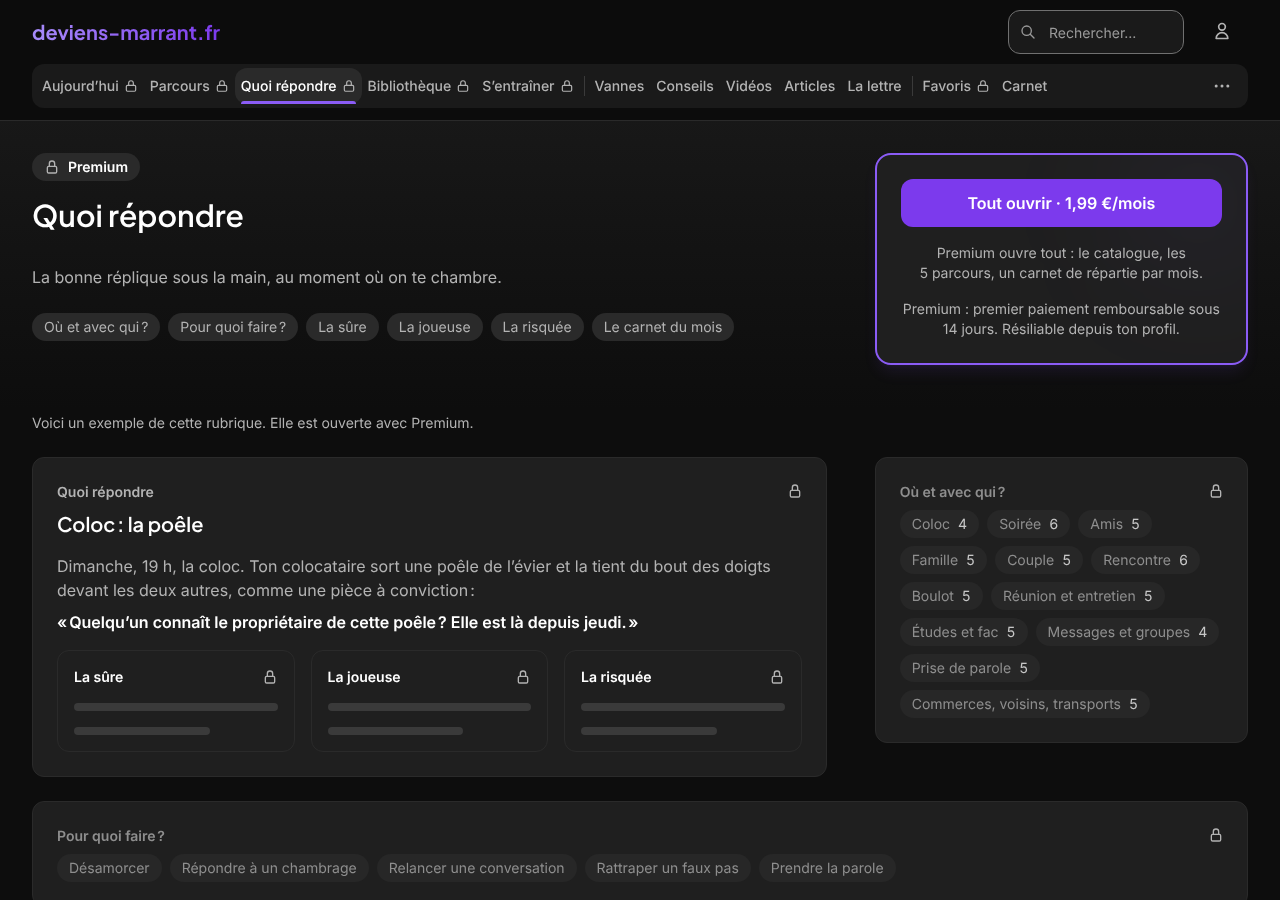 deviens-marrant.fr
Rechercher...
Aujourd’hui Parcours Quoi répondre Bibliothèque S’entraîner Vannes Conseils Vidéos Articles La lettre Favoris Carnet
Premium
Quoi répondre
La bonne réplique sous la main, au moment où on te chambre.
Où et avec qui ? Pour quoi faire ? La sûre La joueuse La risquée Le carnet du mois
Tout ouvrir · 1,99 €/mois
Premium ouvre tout : le catalogue, les
5 parcours, un carnet de répartie par mois.
Premium : premier paiement remboursable sous
14 jours. Résiliable depuis ton profil.
Voici un exemple de cette rubrique. Elle est ouverte avec Premium.
Quoi répondre
Coloc : la poêle
Dimanche, 19 h, la coloc. Ton colocataire sort une poêle de l’évier et la tient du bout des doigts
devant les deux autres, comme une pièce à conviction :
« Quelqu’un connaît le propriétaire de cette poêle ? Elle est là depuis jeudi. »
La sûre La joueuse La risquée
Où et avec qui ?
Coloc 4 Soirée 6 Amis 5
Famille 5 Couple 5 Rencontre 6
Boulot 5 Réunion et entretien 5
Études et fac 5 Messages et groupes 4
Prise de parole 5
Commerces, voisins, transports 5
Pour quoi faire ?
Désamorcer Répondre à un chambrage Relancer une conversation Rattraper un faux pas Prendre la parole